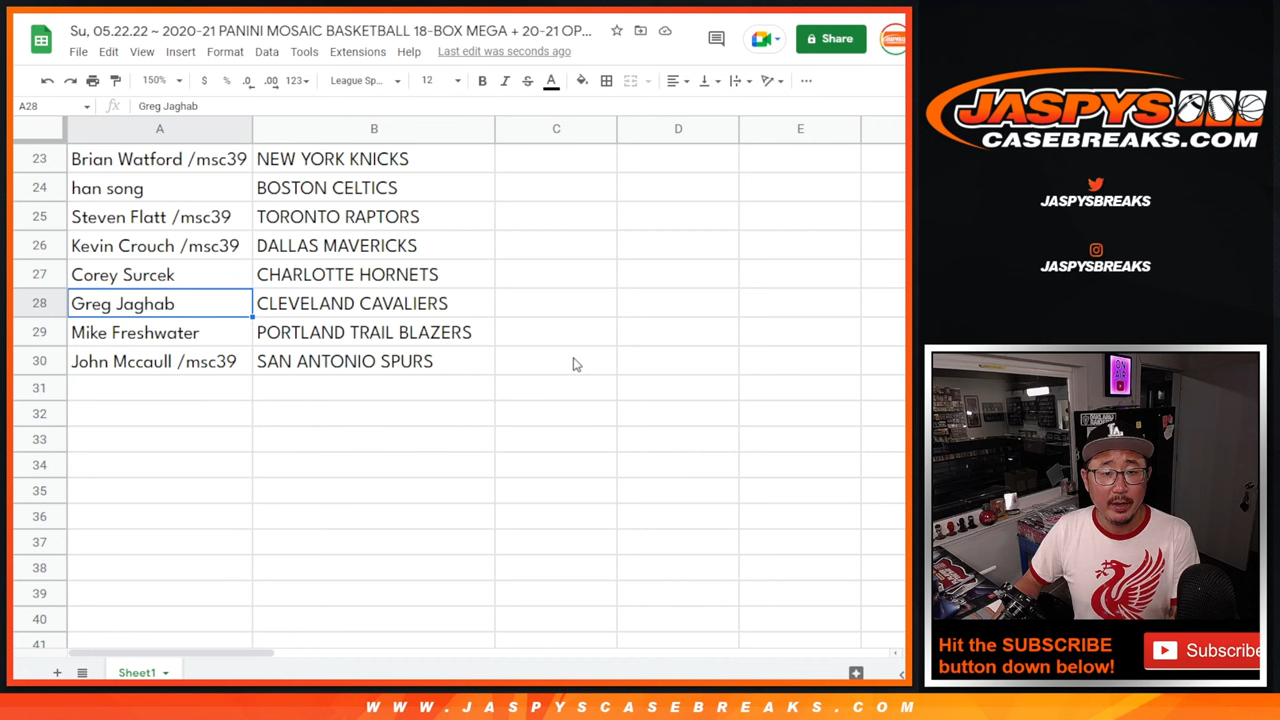 Su, 05.22.22 ~ 2020-21 PANINI MOSAIC BASKETBALL 18-BOX MEGA + 20-21 OP...
File Edit View Insert Format Data Tools Extensions Help Last edit was seconds ago
Share
150% $ % .0 .00 123 League Sp... 12 B I S A
A28 fx Greg Jaghab
A B C D E
23 Brian Watford /msc39 NEW YORK KNICKS
24 han song BOSTON CELTICS
25 Steven Flatt /msc39 TORONTO RAPTORS
26 Kevin Crouch /msc39 DALLAS MAVERICKS
27 Corey Surcek CHARLOTTE HORNETS
28 Greg Jaghab CLEVELAND CAVALIERS
29 Mike Freshwater PORTLAND TRAIL BLAZERS
30 John Mccaull /msc39 SAN ANTONIO SPURS
31
32
33
34
35
36
37
38
39
40
41
Sheet1
JASPYS
CASEBREAKS.COM
JASPYSBREAKS
JASPYSBREAKS
ON AIR
LA
Hit the SUBSCRIBE
button down below!
Subscribe
WWW.JASPYSCASEBREAKS.COM